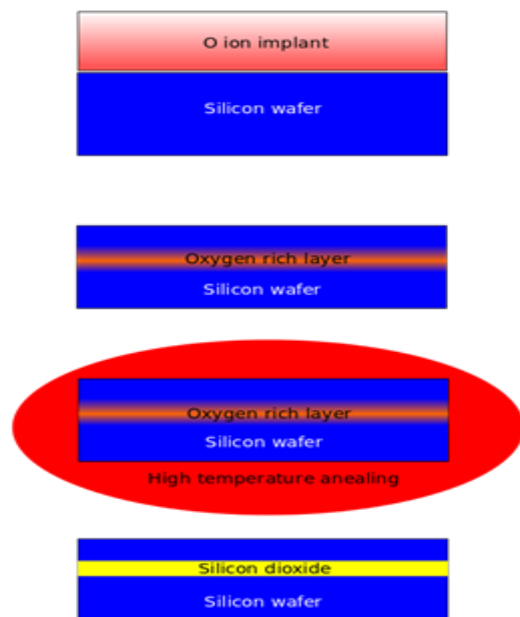 O ion implant
Silicon wafer
Oxygen rich layer
Silicon wafer
Oxygen rich layer
Silicon wafer
High temperature anealing
Silicon dioxide
Silicon wafer